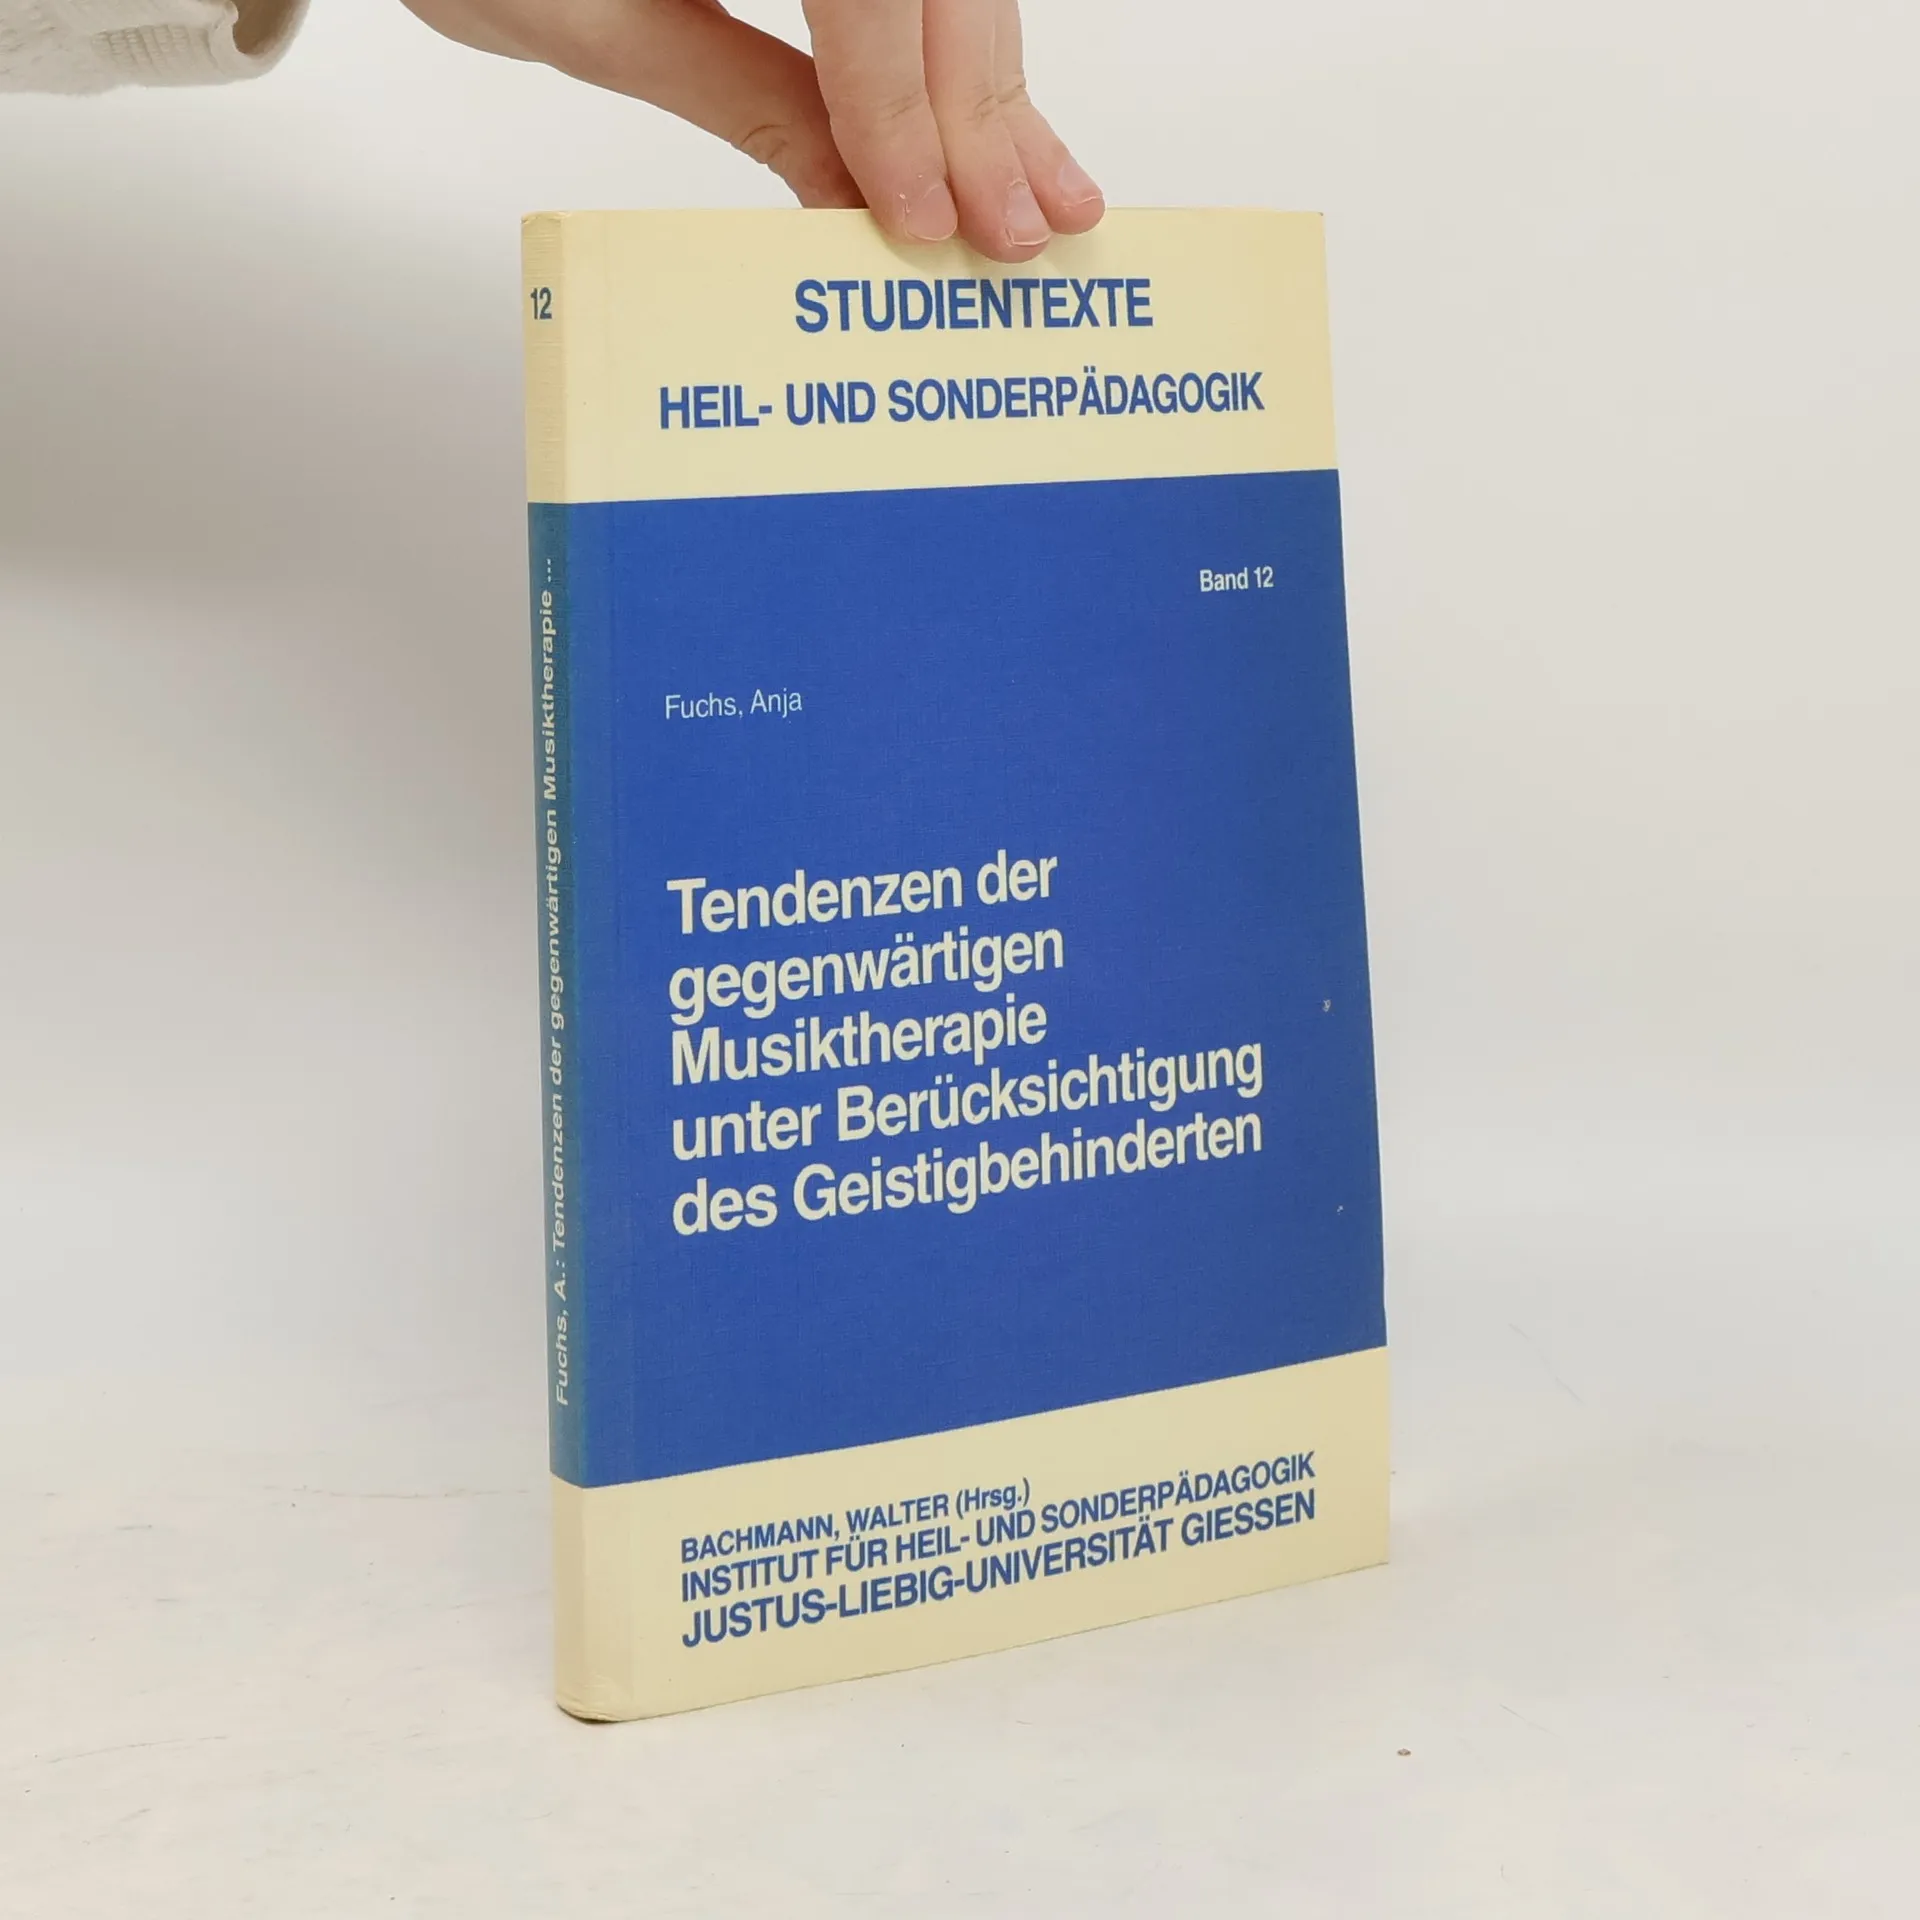 12
Fuchs, A.: Tendenzen der gegenwärtigen Musiktherapie ...
STUDIENTEXTE
HEIL- UND SONDERPÄDAGOGIK
Band 12
Fuchs, Anja
Tendenzen der
gegenwärtigen
Musiktherapie
unter Berücksichtigung
des Geistigbehinderten
BACHMANN, WALTER (Hrsg.)
INSTITUT FÜR HEIL- UND SONDERPÄDAGOGIK
JUSTUS-LIEBIG-UNIVERSITÄT GIESSEN